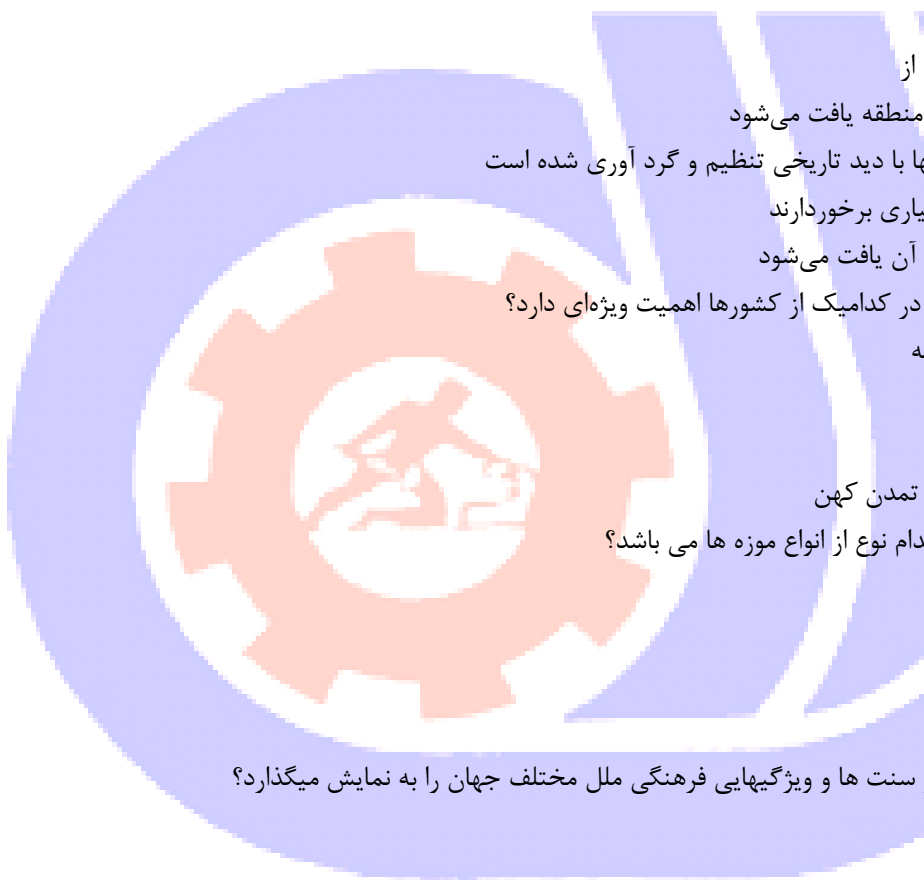 از
منطقه یافت می‌شود
ها با دید تاریخی تنظیم و گرد آوری شده است
یاری برخوردارند
آن یافت می‌شود
در کدامیک از کشورها اهمیت ویژه‌ای دارد؟
ه
تمدن کهن
دام نوع از انواع موزه ها می باشد؟
سنت ها و ویژگیهایی فرهنگی ملل مختلف جهان را به نمایش میگذارد؟